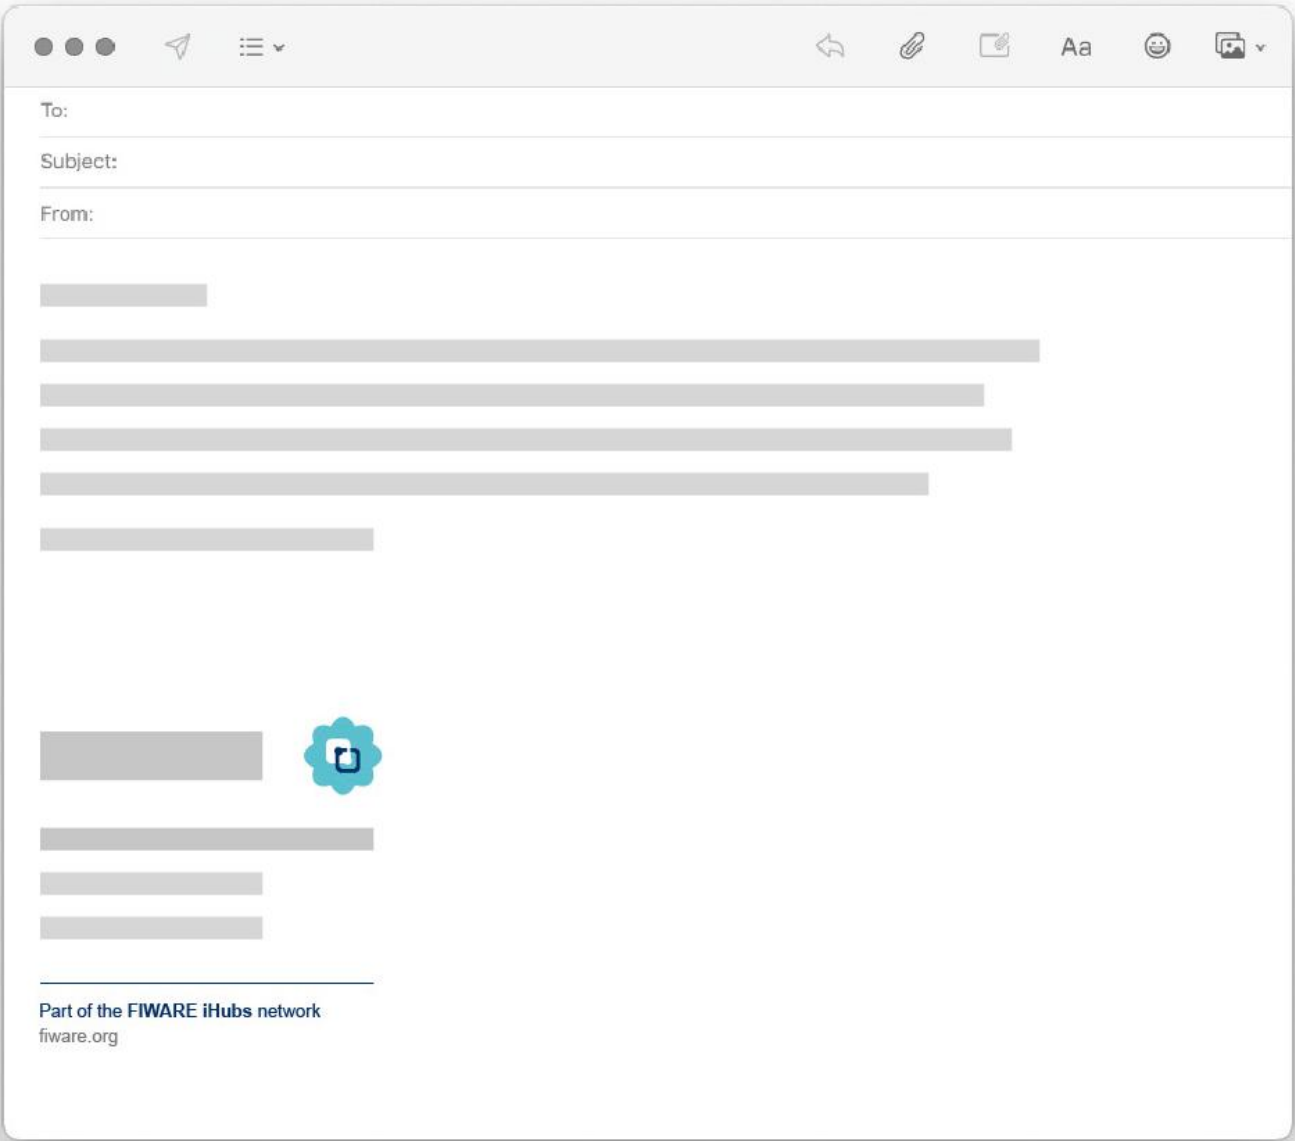 Aa
To:
Subject:
From:
Part of the FIWARE iHubs network
fiware.org